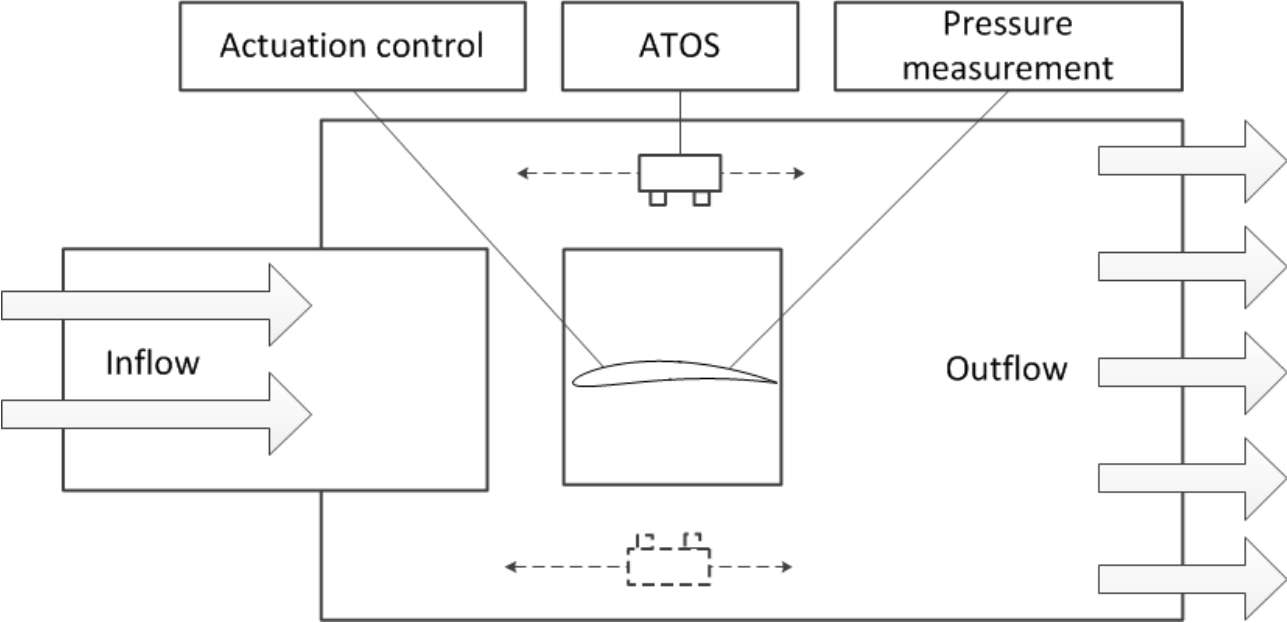 Actuation control
ATOS
Pressure
measurement
Inflow
Outflow